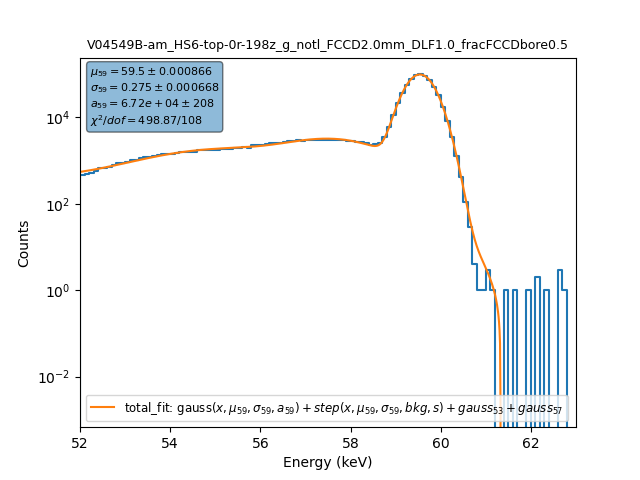 V04549B-am_HS6-top-0r-198z_g_notl_FCCD2.0mm_DLF1.0_fracFCCDbore0.5
μ₅₉ = 59.5 ± 0.000866
σ₅₉ = 0.275 ± 0.000668
a₅₉ = 6.72e + 04 ± 208
χ²/dof = 498.87/108
Counts
10⁴
10²
10⁰
10⁻²
total_fit: gauss(x, μ₅₉, σ₅₉, a₅₉) + step(x, μ₅₉, σ₅₉, bkg, s) + gauss₅₃ + gauss₅₇
52 54 56 58 60 62
Energy (keV)